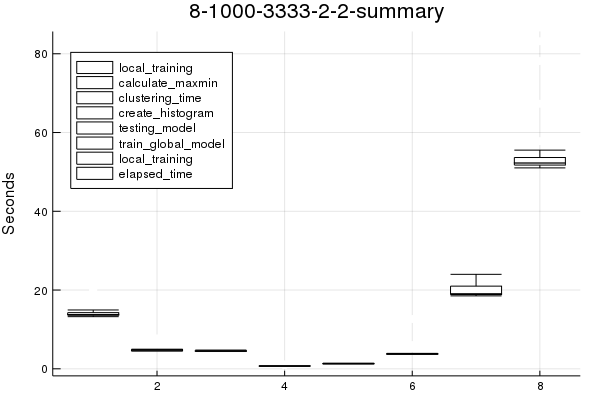 8-1000-3333-2-2-summary
80
60
40
20
0
Seconds
local_training
calculate_maxmin
clustering_time
create_histogram
testing_model
train_global_model
local_training
elapsed_time
2 4 6 8